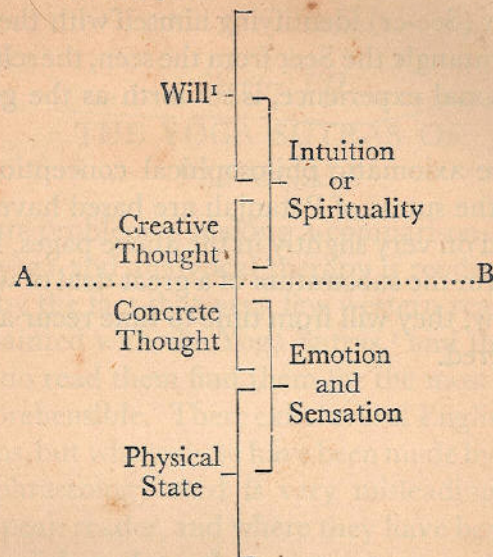 Will¹
Intuition
or
Spirituality
Creative
Thought
A
B
Concrete
Thought
Emotion
and
Sensation
Physical
State